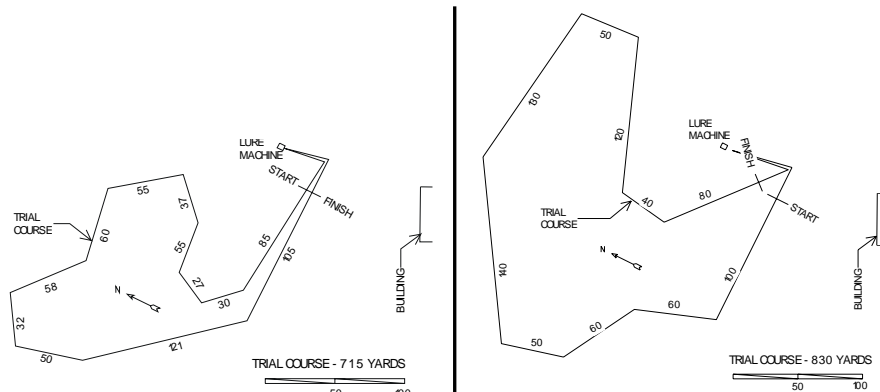 LURE
MACHINE
START
FINISH
55
37
TRIAL
COURSE
60
55
85
105
58
27
N
30
32
121
50
BUILDING
TRIAL COURSE - 715 YARDS
50
100
50
130
LURE
MACHINE
FINISH
120
80
40
START
TRIAL
COURSE
N
140
100
60
60
50
BUILDING
TRIAL COURSE - 830 YARDS
50
100